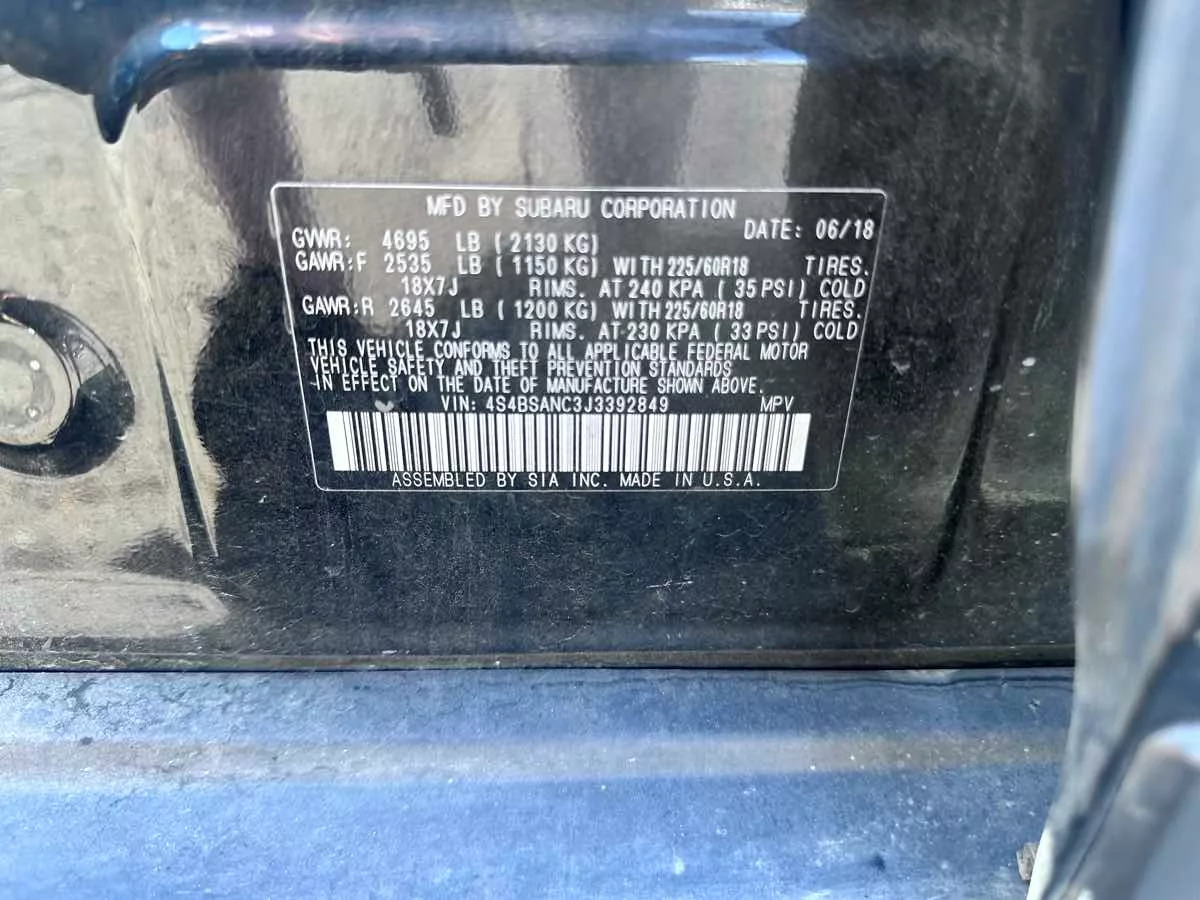 MFD BY SUBARU CORPORATION
DATE: 06/18
GVWR: 4695 LB ( 2130 KG)
GAWR:F 2535 LB ( 1150 KG) WITH 225/60R18 TIRES.
18X7J RIMS. AT 240 KPA ( 35 PSI) COLD
GAWR:R 2645 LB ( 1200 KG) WITH 225/60R18 TIRES.
18X7J RIMS. AT 230 KPA ( 33 PSI) COLD
THIS VEHICLE CONFORMS TO ALL APPLICABLE FEDERAL MOTOR
VEHICLE SAFETY AND THEFT PREVENTION STANDARDS
IN EFFECT ON THE DATE OF MANUFACTURE SHOWN ABOVE.
VIN: 4S4BSANC3J3392849 MPV
ASSEMBLED BY SIA INC. MADE IN U.S.A.